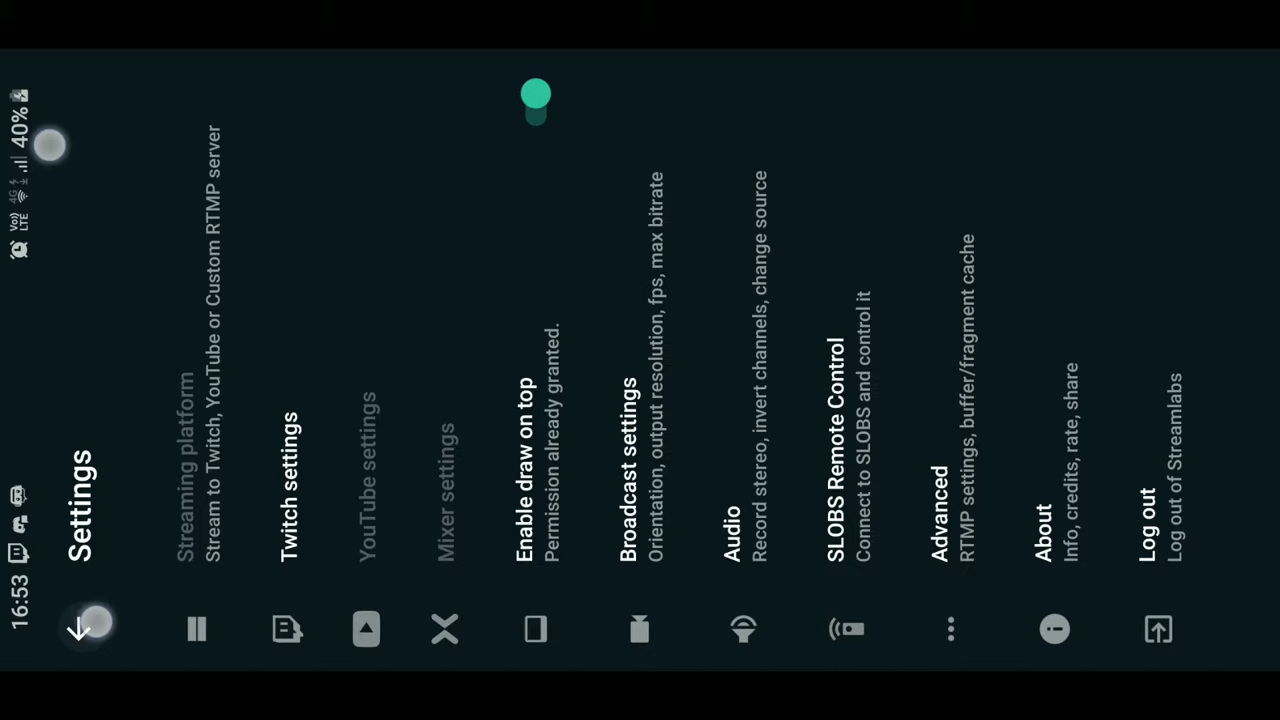 16:53
Vo)) LTE 4G 40%
Settings
Streaming platform
Stream to Twitch, YouTube or Custom RTMP server
Twitch settings
YouTube settings
Mixer settings
Enable draw on top
Permission already granted.
Broadcast settings
Orientation, output resolution, fps, max bitrate
Audio
Record stereo, invert channels, change source
SLOBS Remote Control
Connect to SLOBS and control it
Advanced
RTMP settings, buffer/fragment cache
About
Info, credits, rate, share
Log out
Log out of Streamlabs